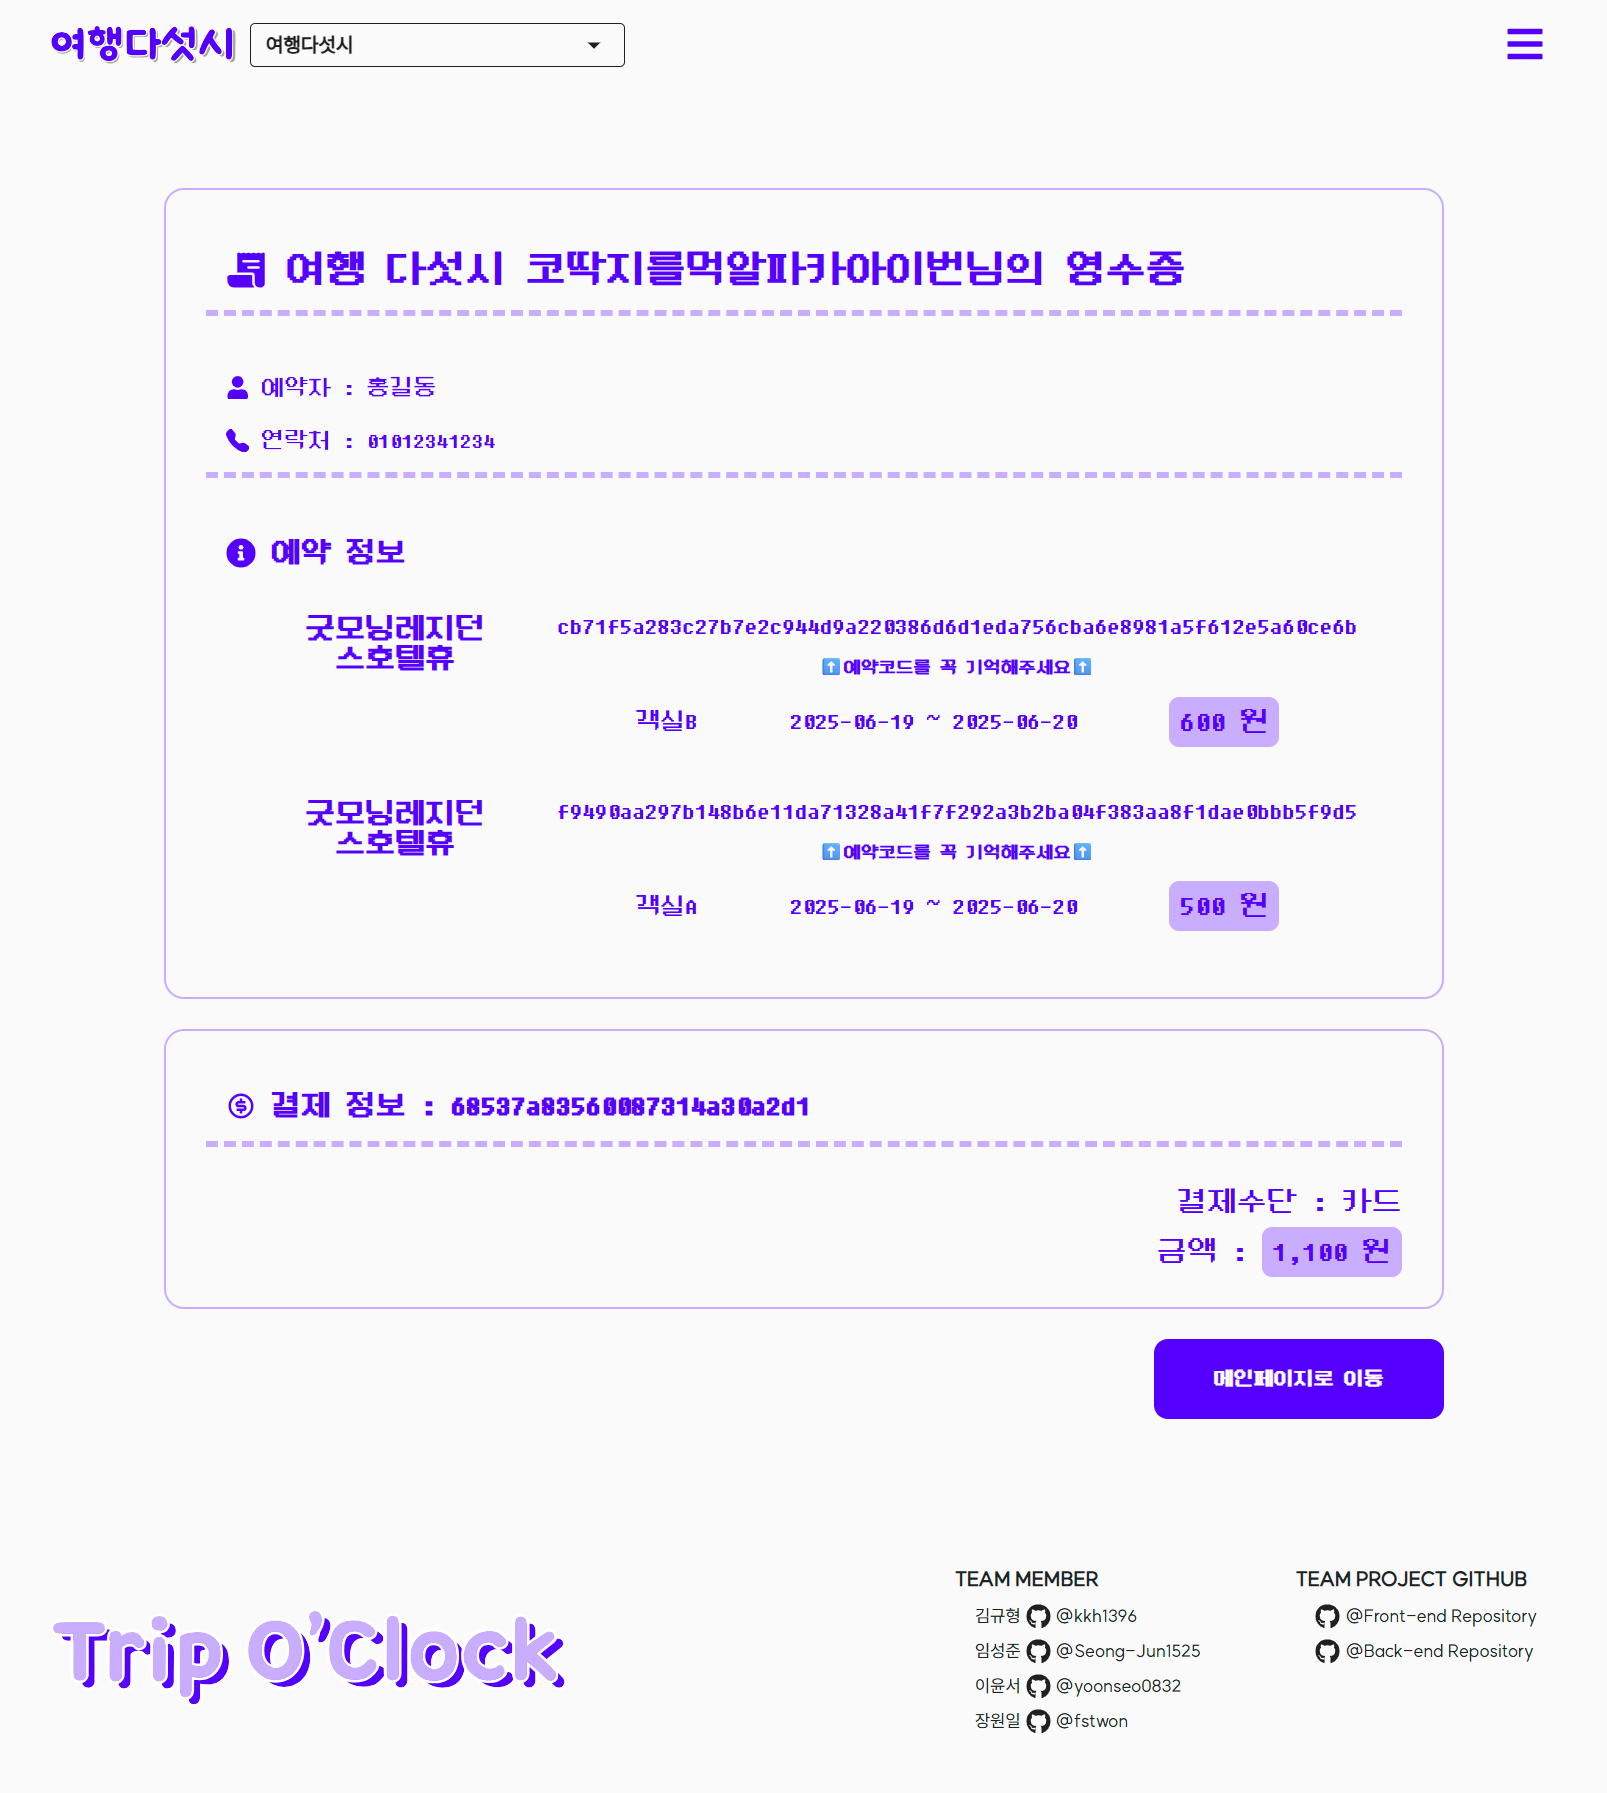 여행다섯시
여행다섯시
여행 다섯시 코딱지를먹알파카아이번님의 영수증
예약자 : 홍길동
연락처 : 01012341234
예약 정보
굿모닝레지던
스호텔휴
cb71f5a283c27b7e2c944d9a220386d6d1eda756cba6e8981a5f612e5a60ce6b
⬆️예약코드를 꼭 기억해주세요⬆️
객실B 2025-06-19 ~ 2025-06-20 600 원
굿모닝레지던
스호텔휴
f9490aa297b148b6e11da71328a41f7f292a3b2ba04f383aa8f1dae0bbb5f9d5
⬆️예약코드를 꼭 기억해주세요⬆️
객실A 2025-06-19 ~ 2025-06-20 500 원
결제 정보 : 68537a83560087314a30a2d1
결제수단 : 카드
금액 : 1,100 원
메인페이지로 이동
Trip O'Clock
TEAM MEMBER
김규형 @kkh1396
임성준 @Seong-Jun1525
이윤서 @yoonseo0832
장원일 @fstwon
TEAM PROJECT GITHUB
@Front-end Repository
@Back-end Repository